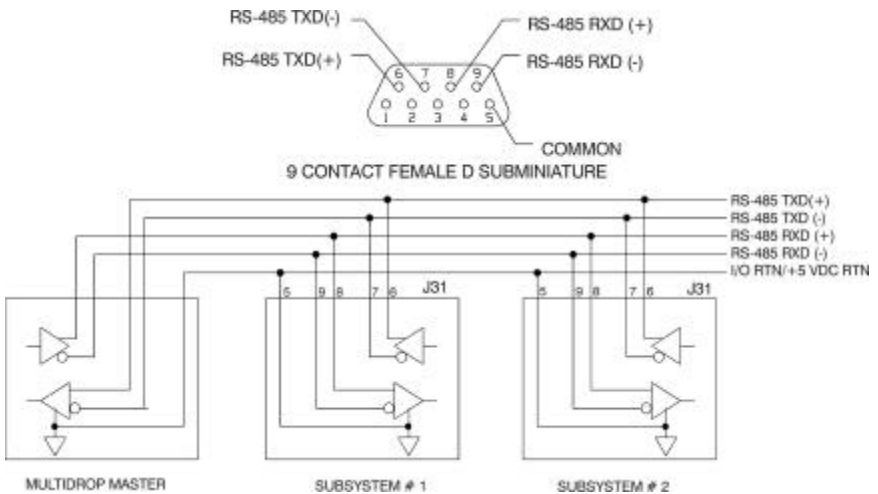 RS-485 TXD(-)
RS-485 RXD (+)
RS-485 TXD(+)
RS-485 RXD (-)
6 7 8 9
1 2 3 4 5
COMMON
9 CONTACT FEMALE D SUBMINIATURE
RS-485 TXD(+)
RS-485 TXD (-)
RS-485 RXD (+)
RS-485 RXD (-)
I/O RTN/+5 VDC RTN
5 9 8 7 6 J31
5 9 8 7 6 J31
MULTIDROP MASTER
SUBSYSTEM # 1
SUBSYSTEM # 2